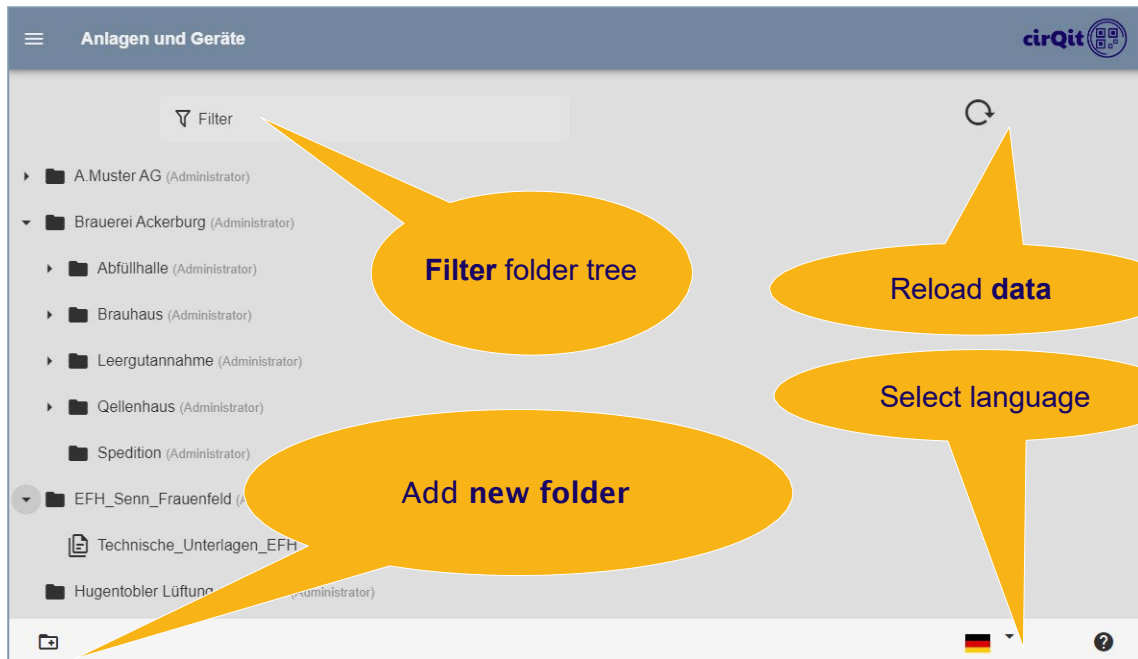 Anlagen und Geräte
cirQit
Filter
A.Muster AG (Administrator)
Brauerei Ackerburg (Administrator)
Filter folder tree
Abfüllhalle (Administrator)
Reload data
Brauhaus (Administrator)
Leergutannahme (Administrator)
Select language
Qellenhaus (Administrator)
Spedition (Administrator)
Add new folder
EFH_Senn_Frauenfeld
Technische_Unterlagen_EFH
Hugentobler Lüftung